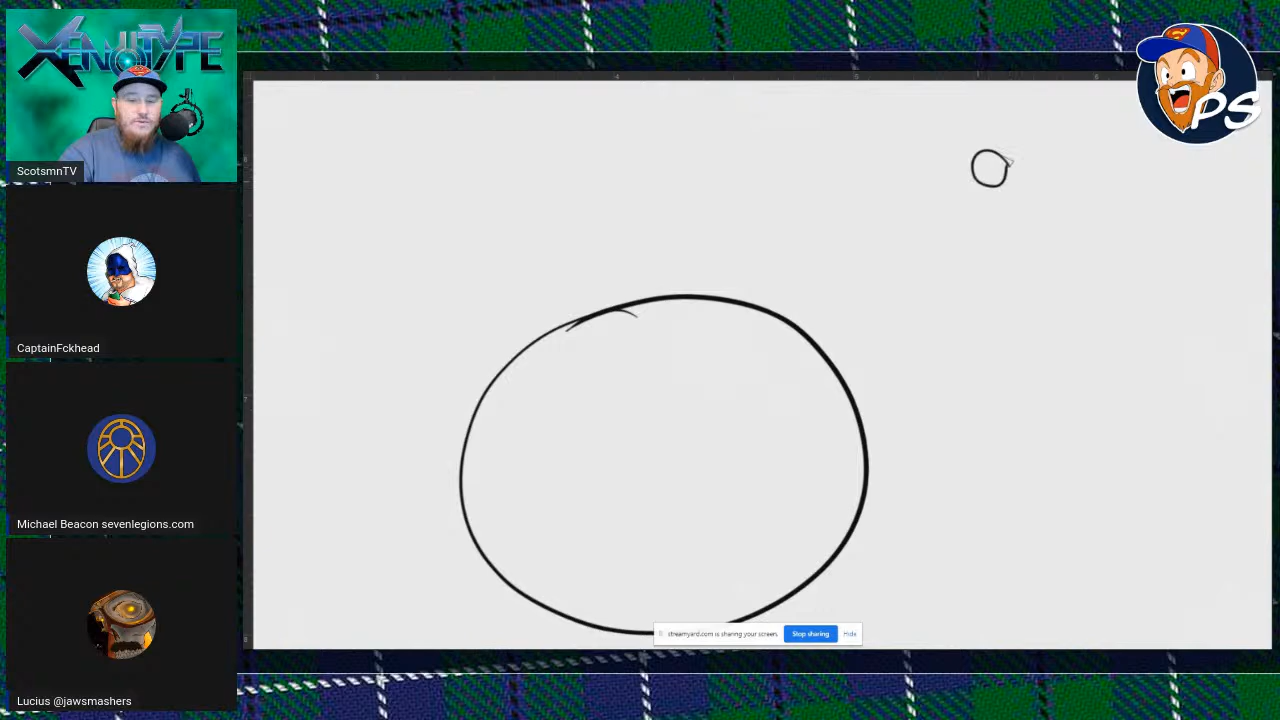 XENOTYPE
ScotsmnTV
CaptainFckhead
Michael Beacon sevenlegions.com
Lucius @jawsmashers
PS
streamyard.com is sharing your screen.
Stop sharing
Hide